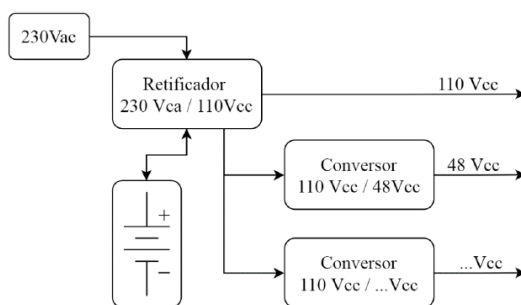 230Vac
Retificador
230 Vca / 110Vcc
110 Vcc
Conversor
110 Vcc / 48Vcc
48 Vcc
+
−
Conversor
110 Vcc / ...Vcc
...Vcc